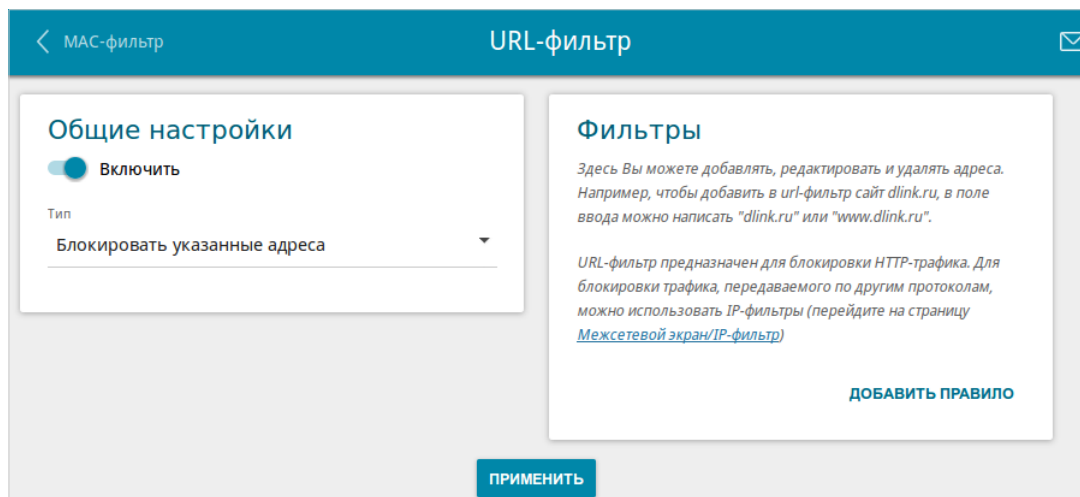 МАС-фильтр
URL-фильтр
Общие настройки
Включить
Тип
Блокировать указанные адреса
Фильтры
Здесь Вы можете добавлять, редактировать и удалять адреса.
Например, чтобы добавить в url-фильтр сайт dlink.ru, в поле
ввода можно написать "dlink.ru" или "www.dlink.ru".
URL-фильтр предназначен для блокировки HTTP-трафика. Для
блокировки трафика, передаваемого по другим протоколам,
можно использовать IP-фильтры (перейдите на страницу
Межсетевой экран/IP-фильтр)
ДОБАВИТЬ ПРАВИЛО
ПРИМЕНИТЬ